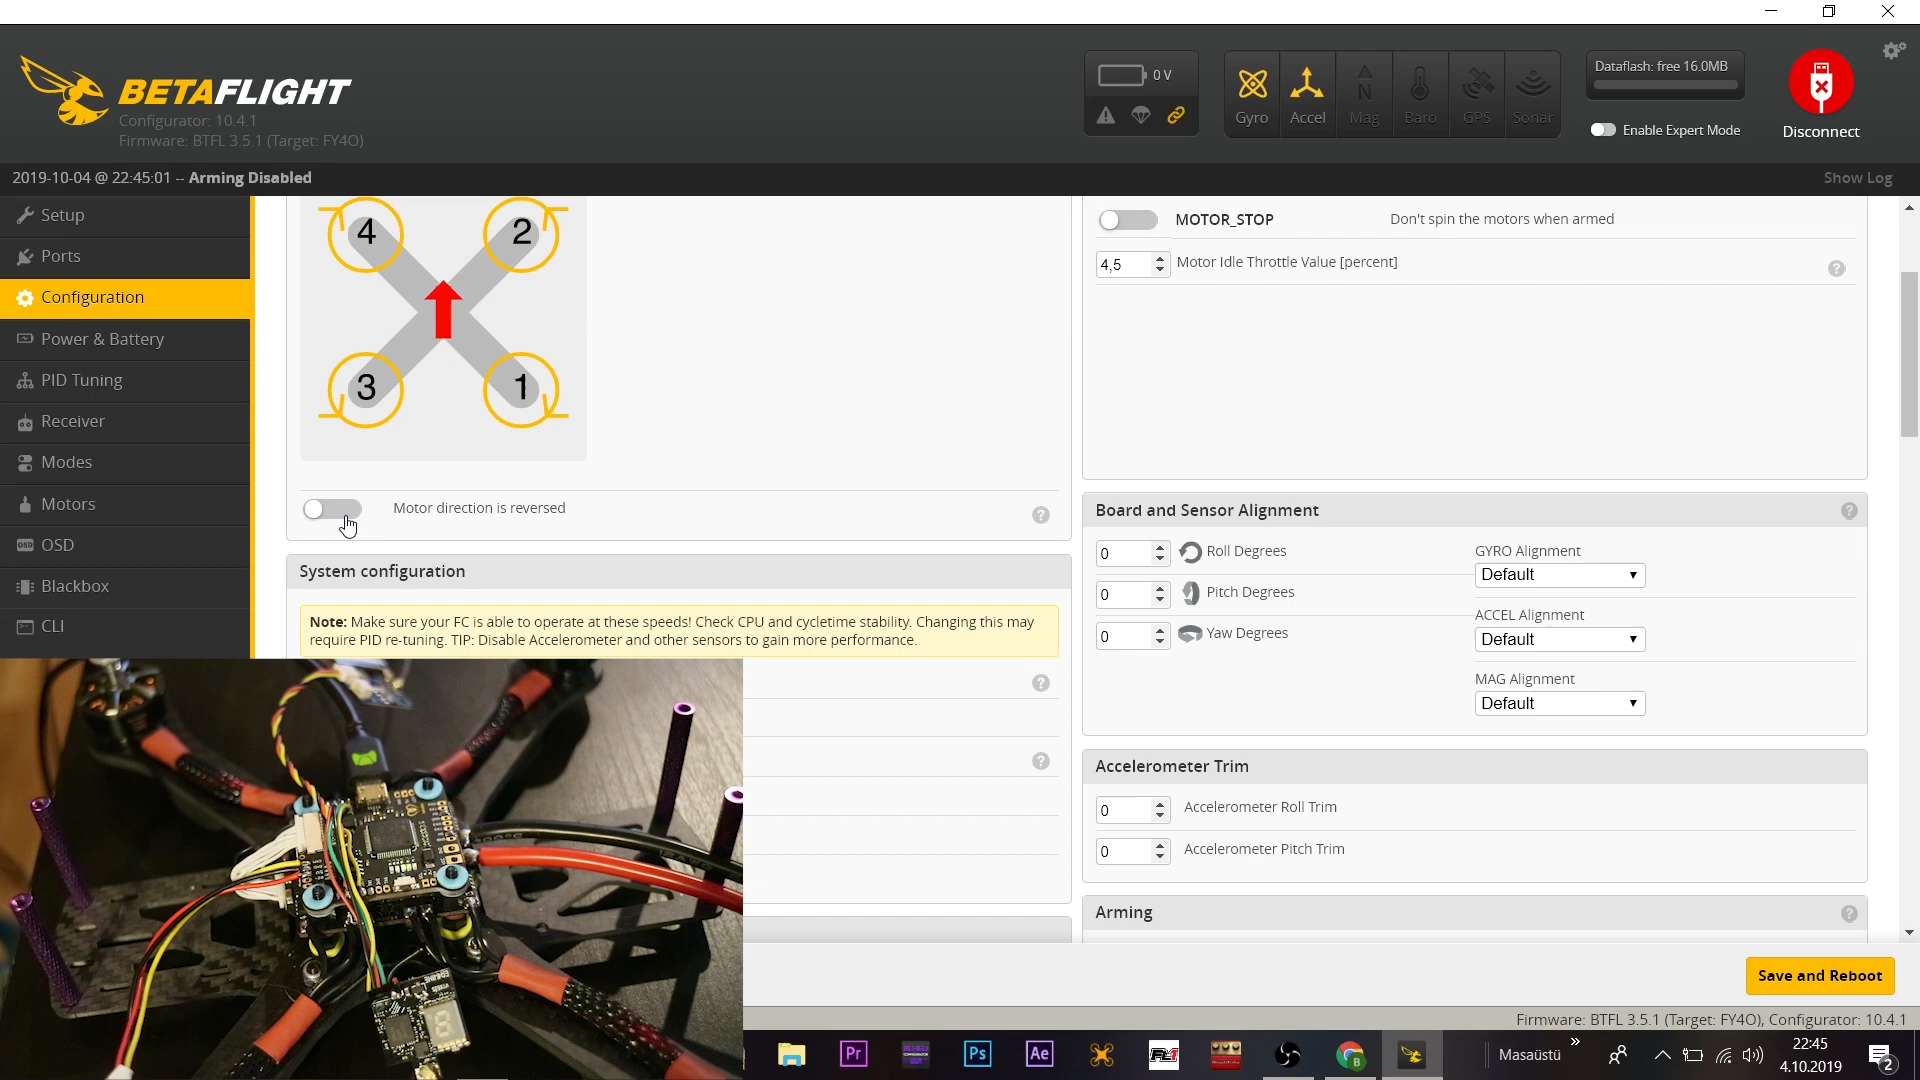 BETAFLIGHT
Configurator: 10.4.1
Firmware: BTFL 3.5.1 (Target: FY4O)
0 V
Gyro
Accel
Mag
Baro
GPS
Sonar
Dataflash: free 16.0MB
Enable Expert Mode
Disconnect
2019-10-04 @ 22:45:01 -- Arming Disabled
Show Log
Setup
Ports
Configuration
Power & Battery
PID Tuning
Receiver
Modes
Motors
OSD
Blackbox
CLI
4
2
3
1
Motor direction is reversed
System configuration
Note: Make sure your FC is able to operate at these speeds! Check CPU and cycletime stability. Changing this may
require PID re-tuning. TIP: Disable Accelerometer and other sensors to gain more performance.
MOTOR_STOP
Don't spin the motors when armed
4,5
Motor Idle Throttle Value [percent]
Board and Sensor Alignment
0
Roll Degrees
0
Pitch Degrees
0
Yaw Degrees
GYRO Alignment
Default
ACCEL Alignment
Default
MAG Alignment
Default
Accelerometer Trim
0
Accelerometer Roll Trim
0
Accelerometer Pitch Trim
Arming
Save and Reboot
Firmware: BTFL 3.5.1 (Target: FY4O), Configurator: 10.4.1
Pr
Ps
Ae
Masaüstü
22:45
4.10.2019
2